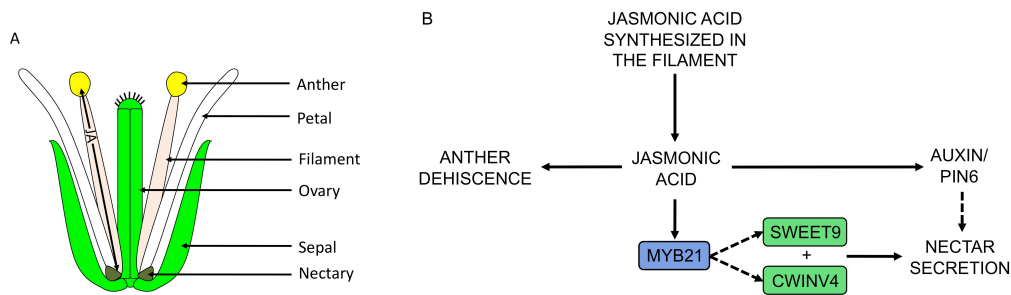 A
JA
Anther
Petal
Filament
Ovary
Sepal
Nectary
B
JASMONIC ACID
SYNTHESIZED IN
THE FILAMENT
ANTHER
DEHISCENCE
JASMONIC
ACID
AUXIN/
PIN6
MYB21
SWEET9
+
CWINV4
NECTAR
SECRETION